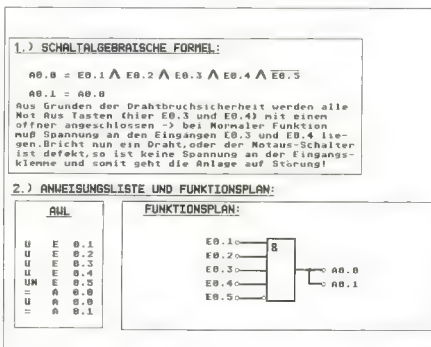 1.) SCHALTALGEBRAISCHE FORMEL:
A0.0 = E0.1 Λ E0.2 Λ E0.3 Λ E0.4 Λ E0.5
A0.1 = A0.0
Aus Grunden der Drahtbruchsicherheit werden alle
Not Aus Tasten (hier E0.3 und E0.4) mit einem
offner angeschlossen -> bei Normaler Funktion
muß Spannung an den Eingängen E0.3 und E0.4 lie-
gen.Bricht nun ein Draht,oder der Notaus-Schalter
ist defekt,so ist keine Spannung an der Eingangs-
klemme und somit geht die Anlage auf Störung!
2.) ANWEISUNGSLISTE UND FUNKTIONSPLAN:
AWL
U E 0.1
U E 0.2
U E 0.3
U E 0.4
UN E 0.5
= A 0.0
U A 0.0
= A 0.1
FUNKTIONSPLAN:
E0.1
E0.2
E0.3
E0.4
E0.5
&
A0.0
A0.1